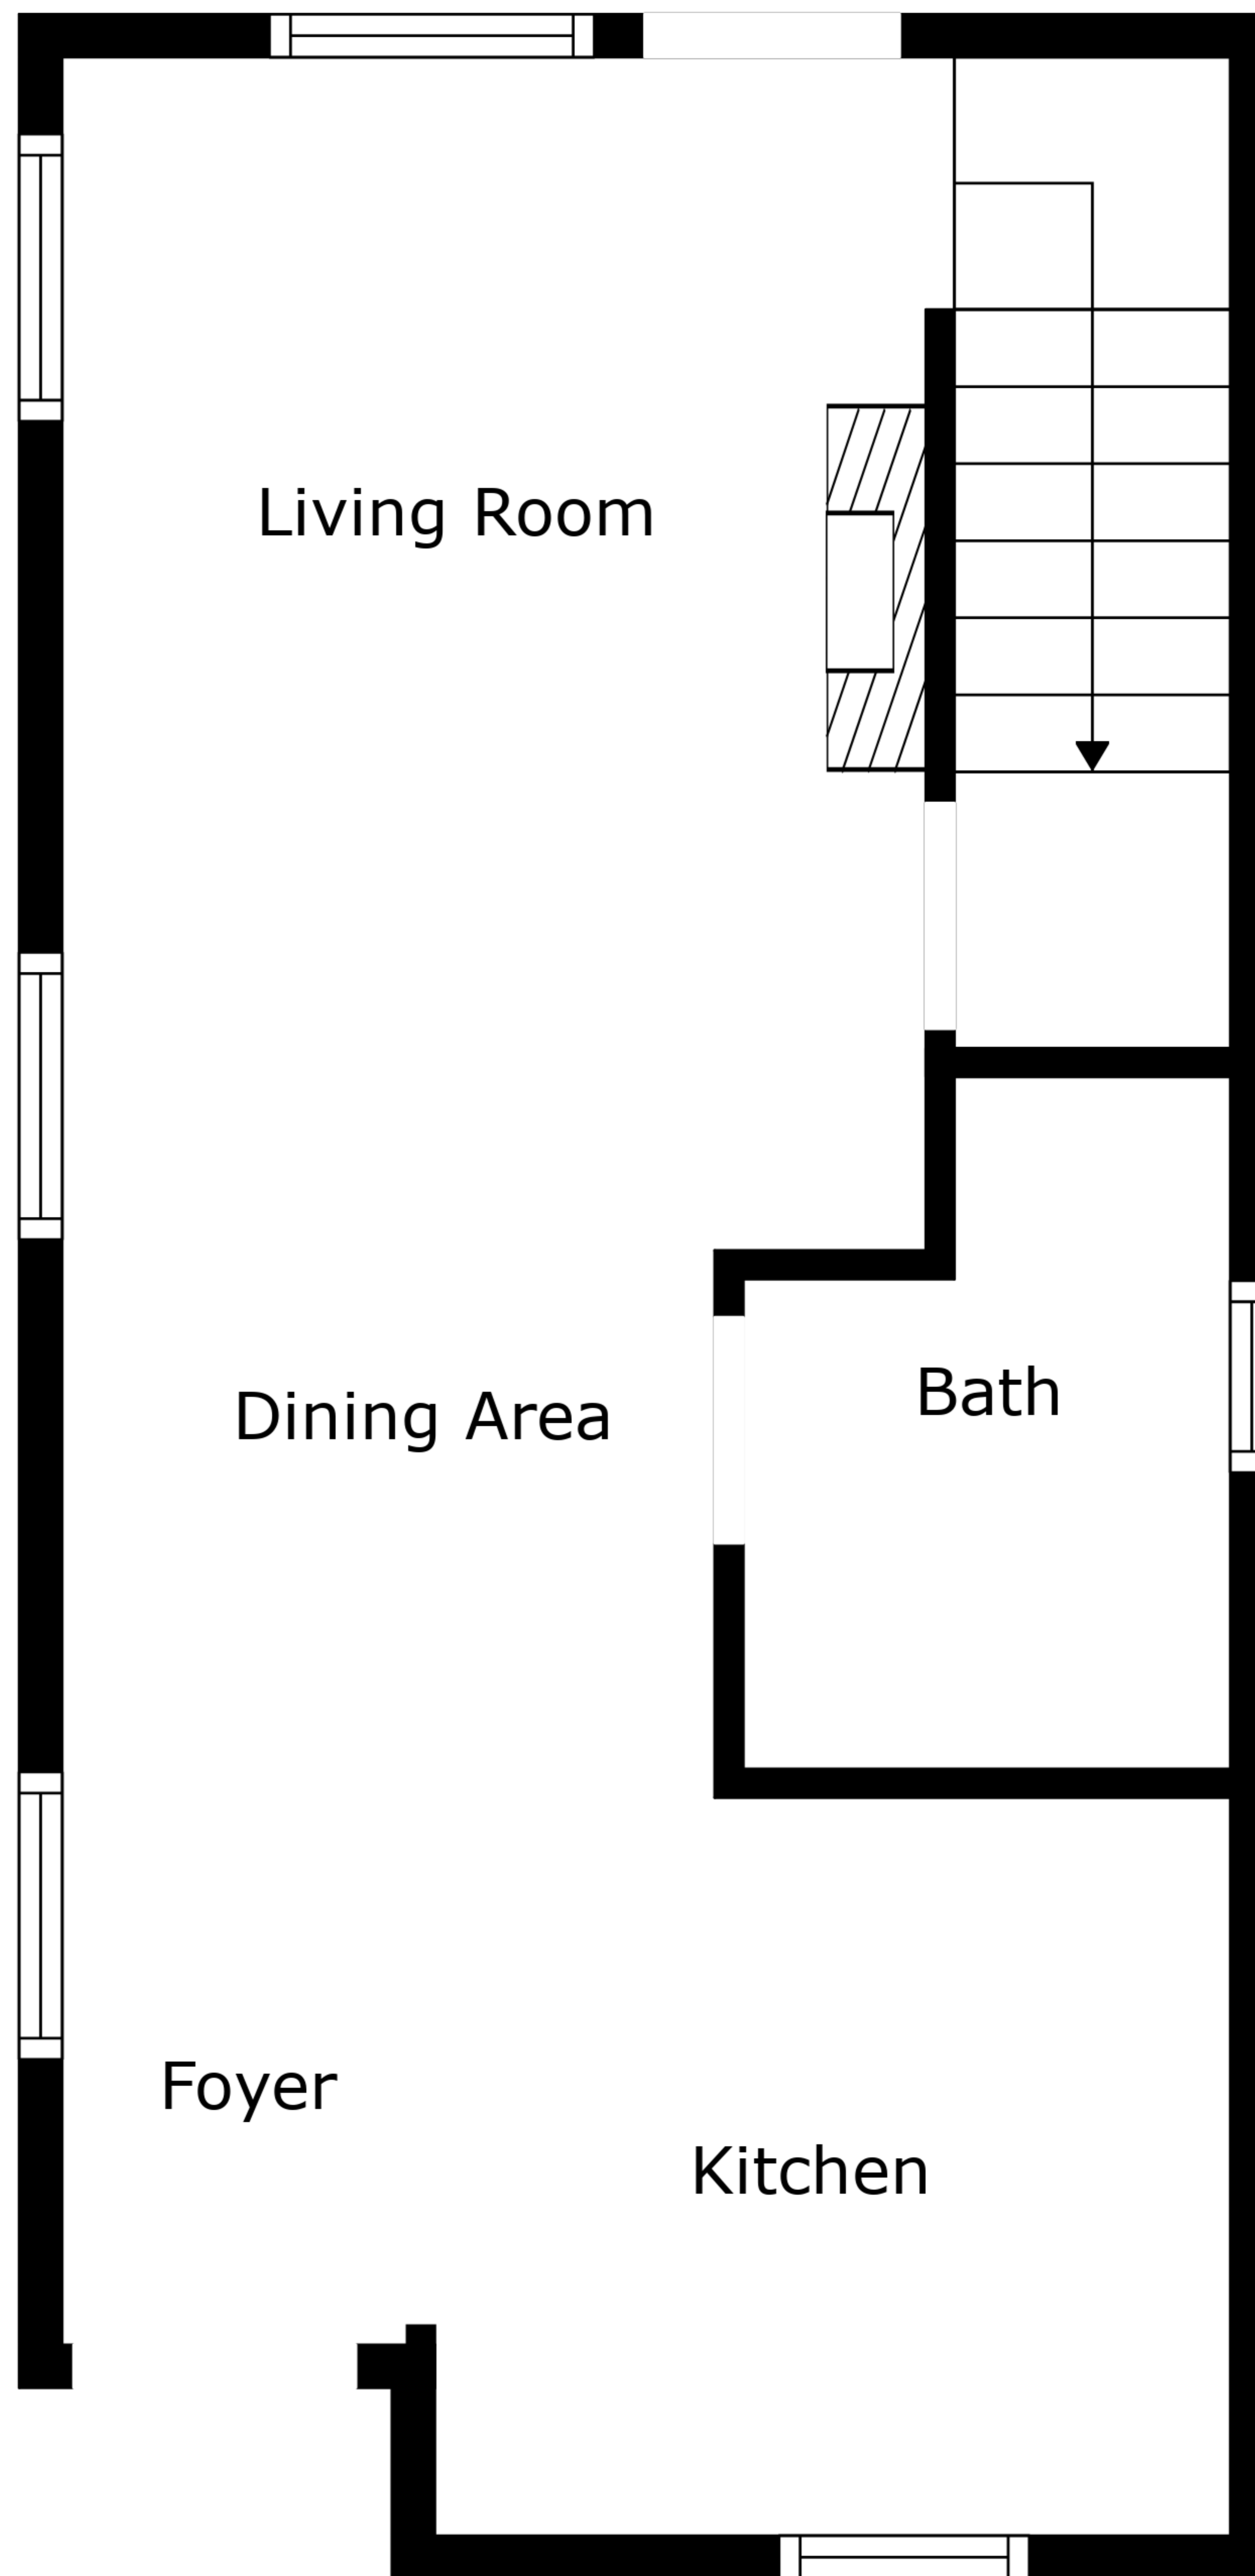 Living Room
Dining Area
Bath
Foyer
Kitchen